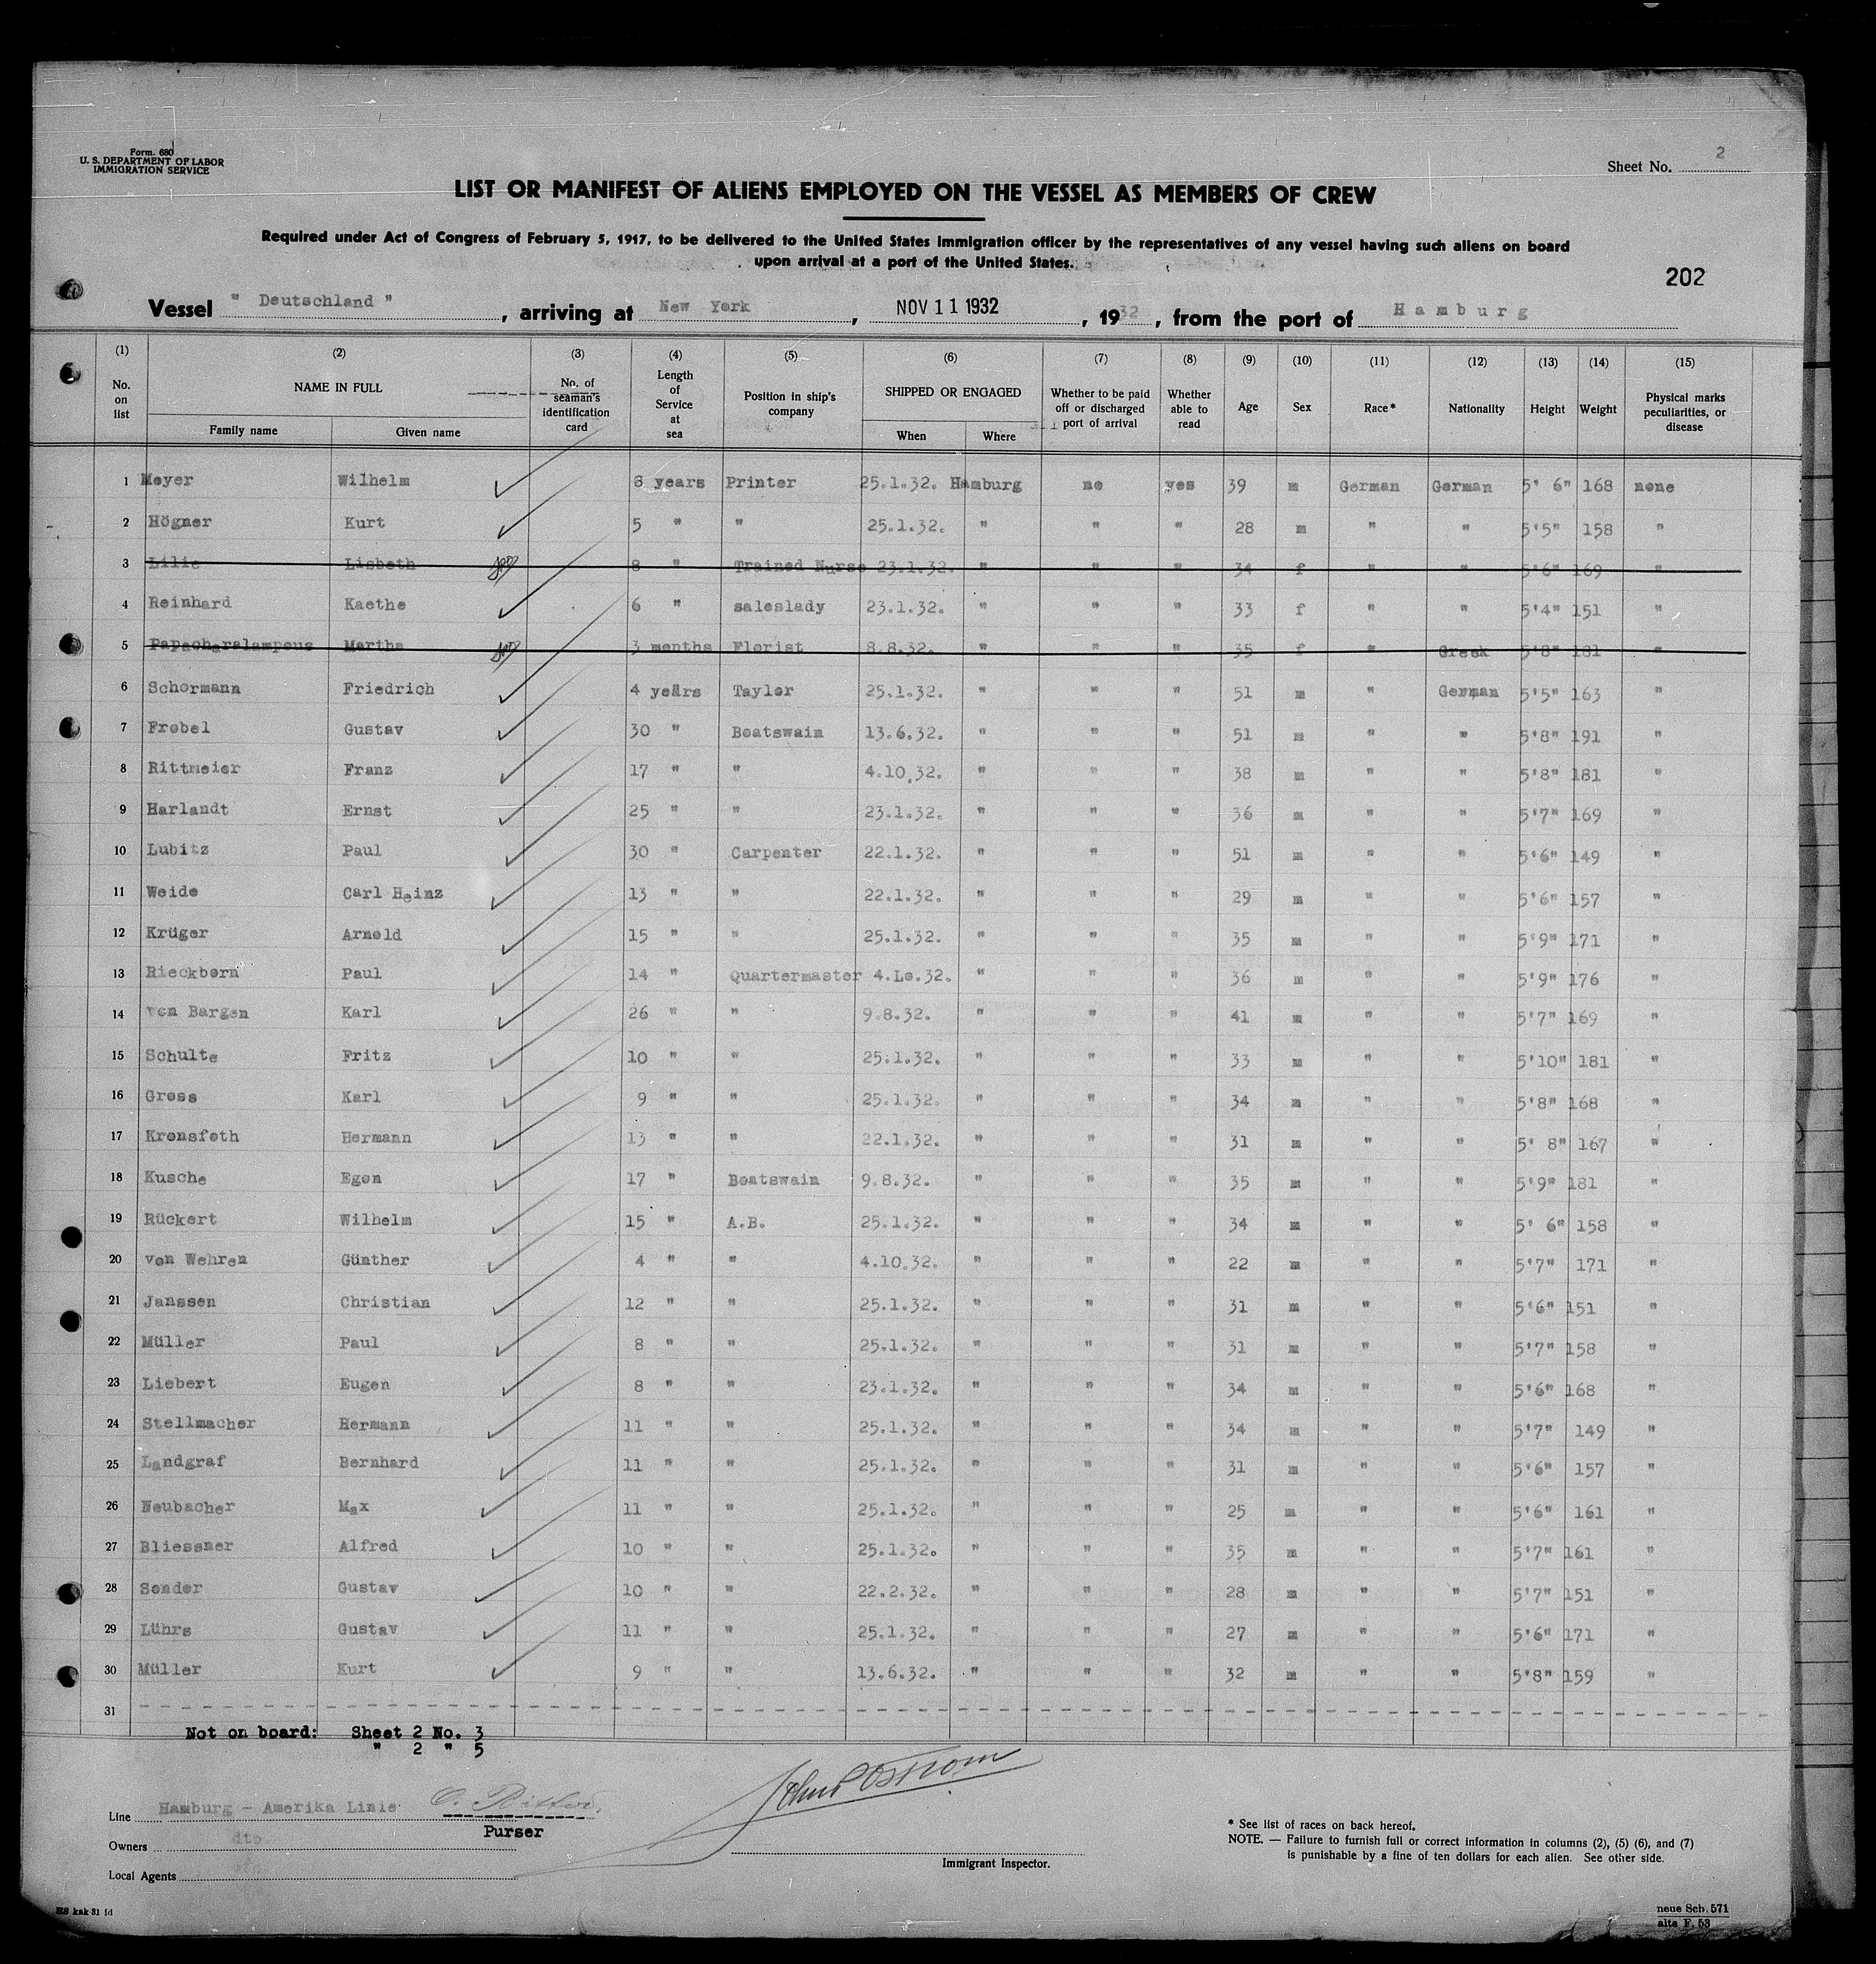 Form. 680
U. S. DEPARTMENT OF LABOR
IMMIGRATION SERVICE
Sheet No. 2
LIST OR MANIFEST OF ALIENS EMPLOYED ON THE VESSEL AS MEMBERS OF CREW
Required under Act of Congress of February 5, 1917, to be delivered to the United States immigration officer by the representatives of any vessel having such aliens on board
upon arrival at a port of the United States.
202
Vessel " Deutschland ", arriving at New York, NOV 11 1932, 1932, from the port of Hamburg
(1) (2) (3) (4) (5) (6) (7) (8) (9) (10) (11) (12) (13) (14) (15)
No. on list NAME IN FULL Family name Given name No. of seaman's identification card Length of Service at sea Position in ship's company SHIPPED OR ENGAGED When Where Whether to be paid off or discharged port of arrival Whether able to read Age Sex Race* Nationality Height Weight Physical marks peculiarities, or disease
1 Meyer Wilhelm 8 years Printer 25.1.32. Hamburg no yes 39 m German German 5' 6" 168 none
2 Högner Kurt 5 " " 25.1.32. " " " 28 m " " 5'5" 158 "
3 Lilie Lisbeth 8 " Trained Nurse 23.1.32. " " " 34 f " " 5'6" 169 "
4 Reinhard Kaethe 6 " saleslady 23.1.32. " " " 33 f " " 5'4" 151 "
5 Papacharalampous Martha 3 months Florist 8.8.32. " " " 35 f " Greek 5'8" 181 "
6 Schormann Friedrich 4 years Taylor 25.1.32. " " " 51 m " German 5'5" 163 "
7 Frobel Gustav 30 " Boatswain 13.6.32. " " " 51 m " " 5'8" 191 "
8 Rittmeier Franz 17 " " 4.10.32. " " " 38 m " " 5'8" 181 "
9 Harlandt Ernst 25 " " 23.1.32. " " " 36 m " " 5'7" 169 "
10 Lubitz Paul 30 " Carpenter 22.1.32. " " " 51 m " " 5'6" 149 "
11 Weide Carl Heinz 13 " " 22.1.32. " " " 29 m " " 5'6" 157 "
12 Krüger Arnold 15 " " 25.1.32. " " " 35 m " " 5'9" 171 "
13 Rieckborn Paul 14 " Quartermaster 4.Lo.32. " " " 36 m " " 5'9" 176 "
14 von Bargen Karl 26 " " 9.8.32. " " " 41 m " " 5'7" 169 "
15 Schulte Fritz 10 " " 25.1.32. " " " 33 m " " 5'10" 181 "
16 Gross Karl 9 " " 25.1.32. " " " 34 m " " 5'8" 168 "
17 Kronsfoth Hermann 13 " " 22.1.32. " " " 31 m " " 5' 8" 167 "
18 Kusche Egon 17 " Boatswain 9.8.32. " " " 35 m " " 5'9" 181 "
19 Rückert Wilhelm 15 " A.B. 25.1.32. " " " 34 m " " 5' 6" 158 "
20 von Wehren Günther 4 " " 4.10.32. " " " 22 m " " 5'7" 171 "
21 Janssen Christian 12 " " 25.1.32. " " " 31 m " " 5'6" 151 "
22 Müller Paul 8 " " 25.1.32. " " " 31 m " " 5'7" 158 "
23 Liebert Eugen 8 " " 23.1.32. " " " 34 m " " 5'6" 168 "
24 Stellmacher Hermann 11 " " 25.1.32. " " " 34 m " " 5'7" 149 "
25 Landgraf Bernhard 11 " " 25.1.32. " " " 31 m " " 5'6" 157 "
26 Neubacher Max 11 " " 25.1.32. " " " 25 m " " 5'6" 161 "
27 Bliessner Alfred 10 " " 25.1.32. " " " 35 m " " 5'7" 161 "
28 Sonder Gustav 10 " " 22.2.32. " " " 28 m " " 5'7" 151 "
29 Lührs Gustav 11 " " 25.1.32. " " " 27 m " " 5'6" 171 "
30 Müller Kurt 9 " " 13.6.32. " " " 32 m " " 5'8" 159 "
31
Not on board: Sheet 2 No. 3
" 2 " 5
Line Hamburg - Amerika Linie
Purser
Owners dto
Local Agents
Immigrant Inspector.
* See list of races on back hereof.
NOTE. — Failure to furnish full or correct information in columns (2), (5) (6), and (7)
is punishable by a fine of ten dollars for each alien. See other side.
HS kak 31 1d
neue Sch. 571
alte F. 53